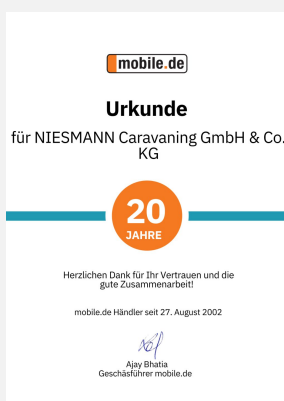 mobile.de
Urkunde
für NIESMANN Caravaning GmbH & Co.
KG
20
JAHRE
Herzlichen Dank für Ihr Vertrauen und die
gute Zusammenarbeit!
mobile.de Händler seit 27. August 2002
Ajay Bhatia
Geschäsführer mobile.de